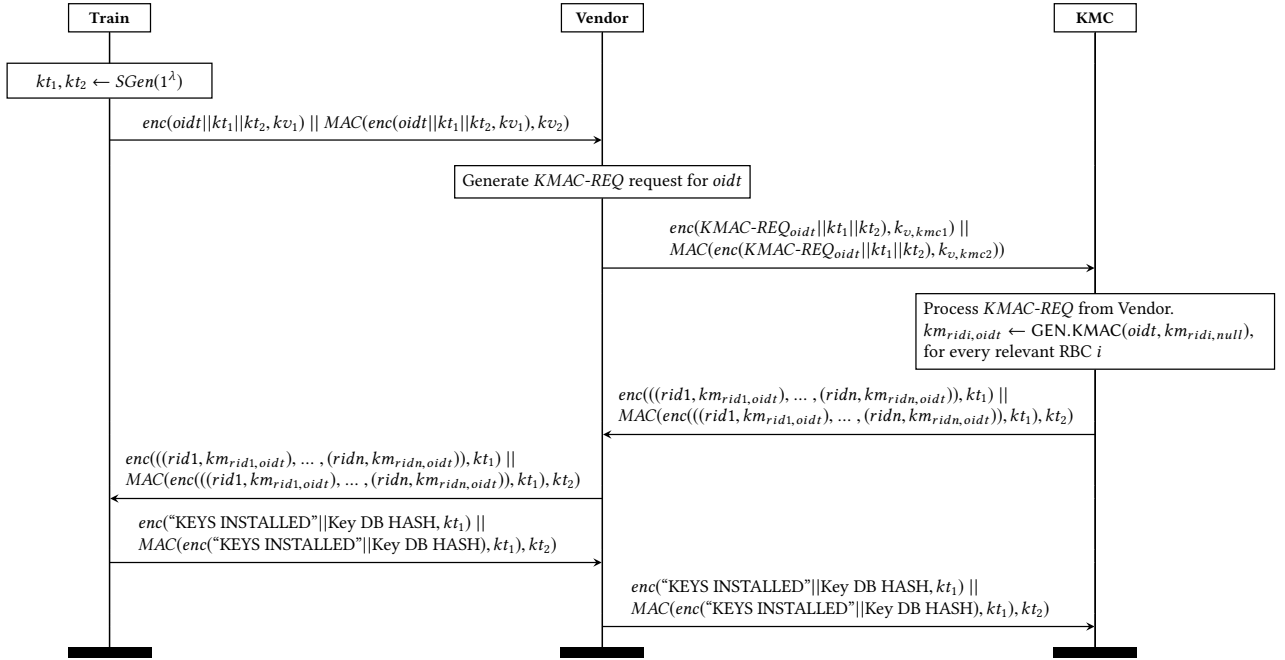 Train
Vendor
KMC
kt₁, kt₂ ← SGen(1^λ)
enc(oidt||kt₁||kt₂, kv₁) || MAC(enc(oidt||kt₁||kt₂, kv₁), kv₂)
Generate KMAC-REQ request for oidt
enc(KMAC-REQ_oidt||kt₁||kt₂), k_v,kmc1) ||
MAC(enc(KMAC-REQ_oidt||kt₁||kt₂), k_v,kmc2))
Process KMAC-REQ from Vendor.
km_ridi,oidt ← GEN.KMAC(oidt, km_ridi,null),
for every relevant RBC i
enc(((rid1, km_rid1,oidt), … , (ridn, km_ridn,oidt)), kt₁) ||
MAC(enc(((rid1, km_rid1,oidt), … , (ridn, km_ridn,oidt)), kt₁), kt₂)
enc(((rid1, km_rid1,oidt), … , (ridn, km_ridn,oidt)), kt₁) ||
MAC(enc(((rid1, km_rid1,oidt), … , (ridn, km_ridn,oidt)), kt₁), kt₂)
enc(“KEYS INSTALLED”||Key DB HASH, kt₁) ||
MAC(enc(“KEYS INSTALLED”||Key DB HASH), kt₁), kt₂)
enc(“KEYS INSTALLED”||Key DB HASH, kt₁) ||
MAC(enc(“KEYS INSTALLED”||Key DB HASH), kt₁), kt₂)